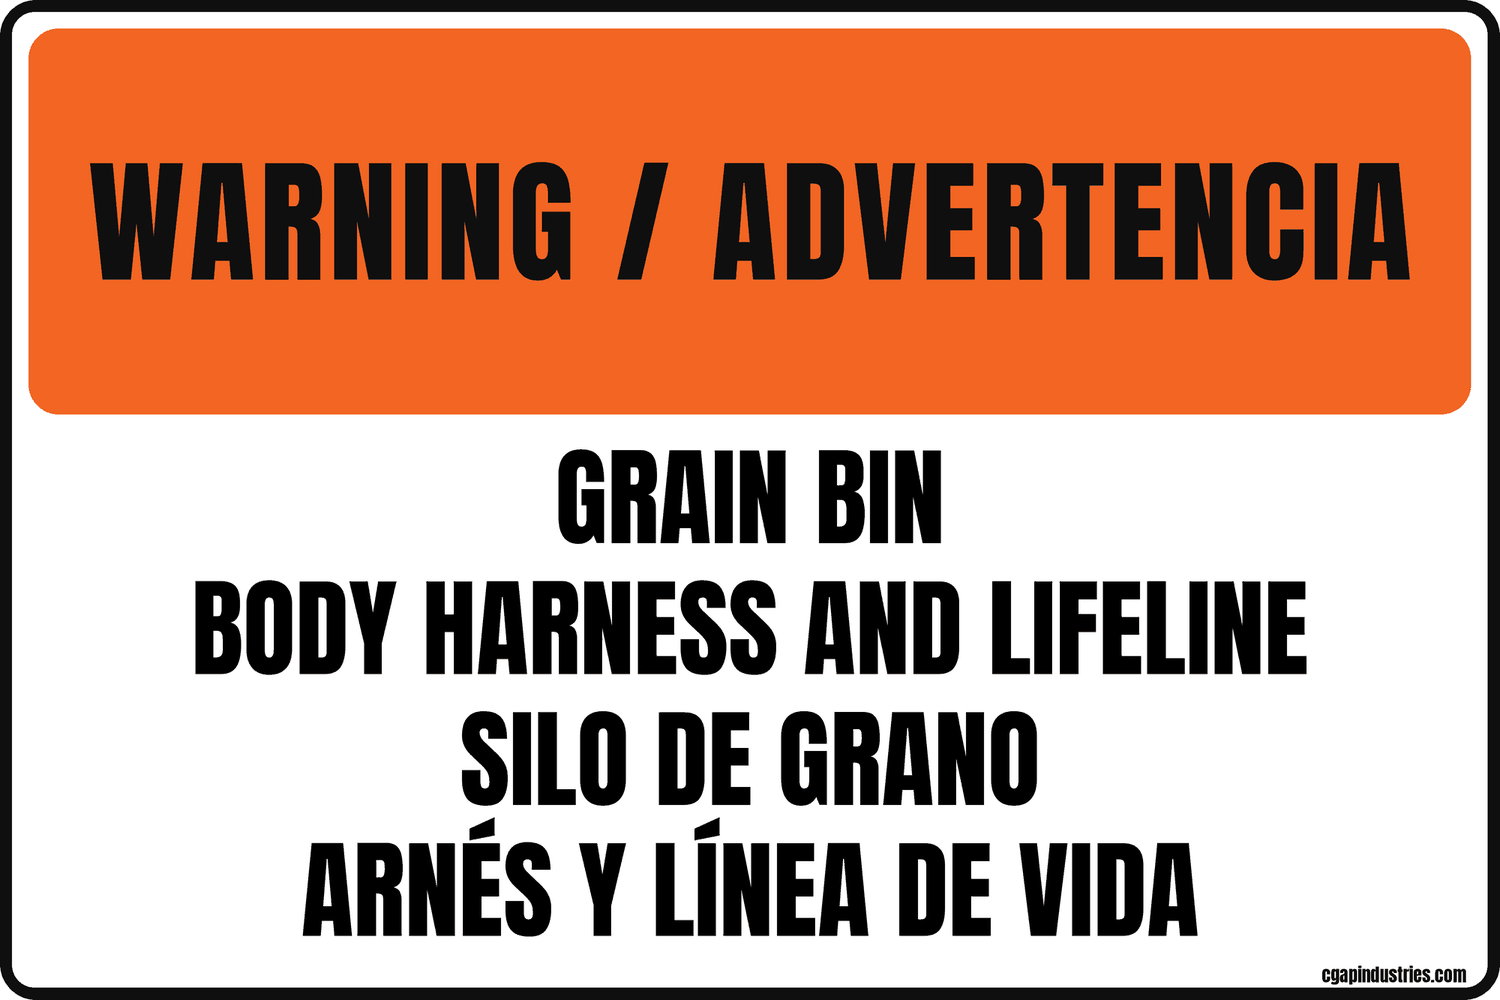 WARNING / ADVERTENCIA
GRAIN BIN
BODY HARNESS AND LIFELINE
SILO DE GRANO
ARNÉS Y LÍNEA DE VIDA
cgapindustries.com